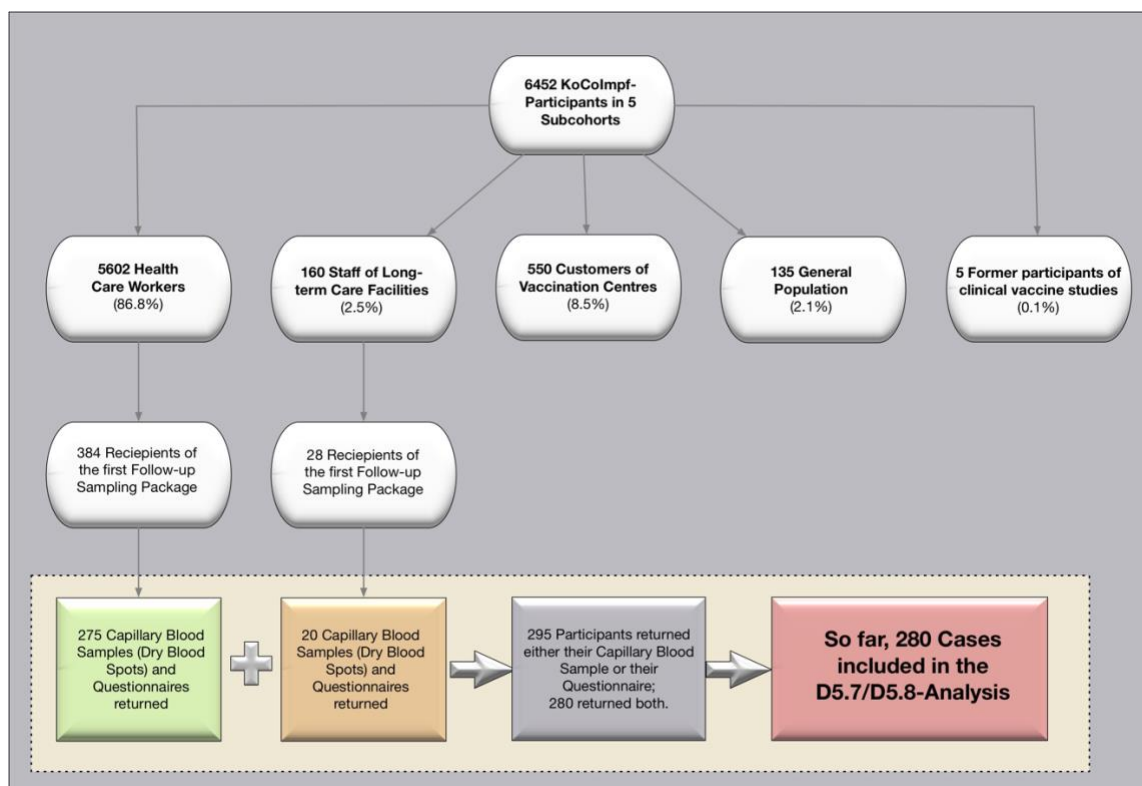 6452 KoCoImpf-
Participants in 5
Subcohorts
5602 Health
Care Workers
(86.8%)
160 Staff of Long-
term Care Facilities
(2.5%)
550 Customers of
Vaccination Centres
(8.5%)
135 General
Population
(2.1%)
5 Former participants of
clinical vaccine studies
(0.1%)
384 Reciepients of
the first Follow-up
Sampling Package
28 Reciepients of
the first Follow-up
Sampling Package
275 Capillary Blood
Samples (Dry Blood
Spots) and
Questionnaires
returned
20 Capillary Blood
Samples (Dry Blood
Spots) and
Questionnaires
returned
295 Participants returned
either their Capillary Blood
Sample or their
Questionnaire;
280 returned both.
So far, 280 Cases
included in the
D5.7/D5.8-Analysis